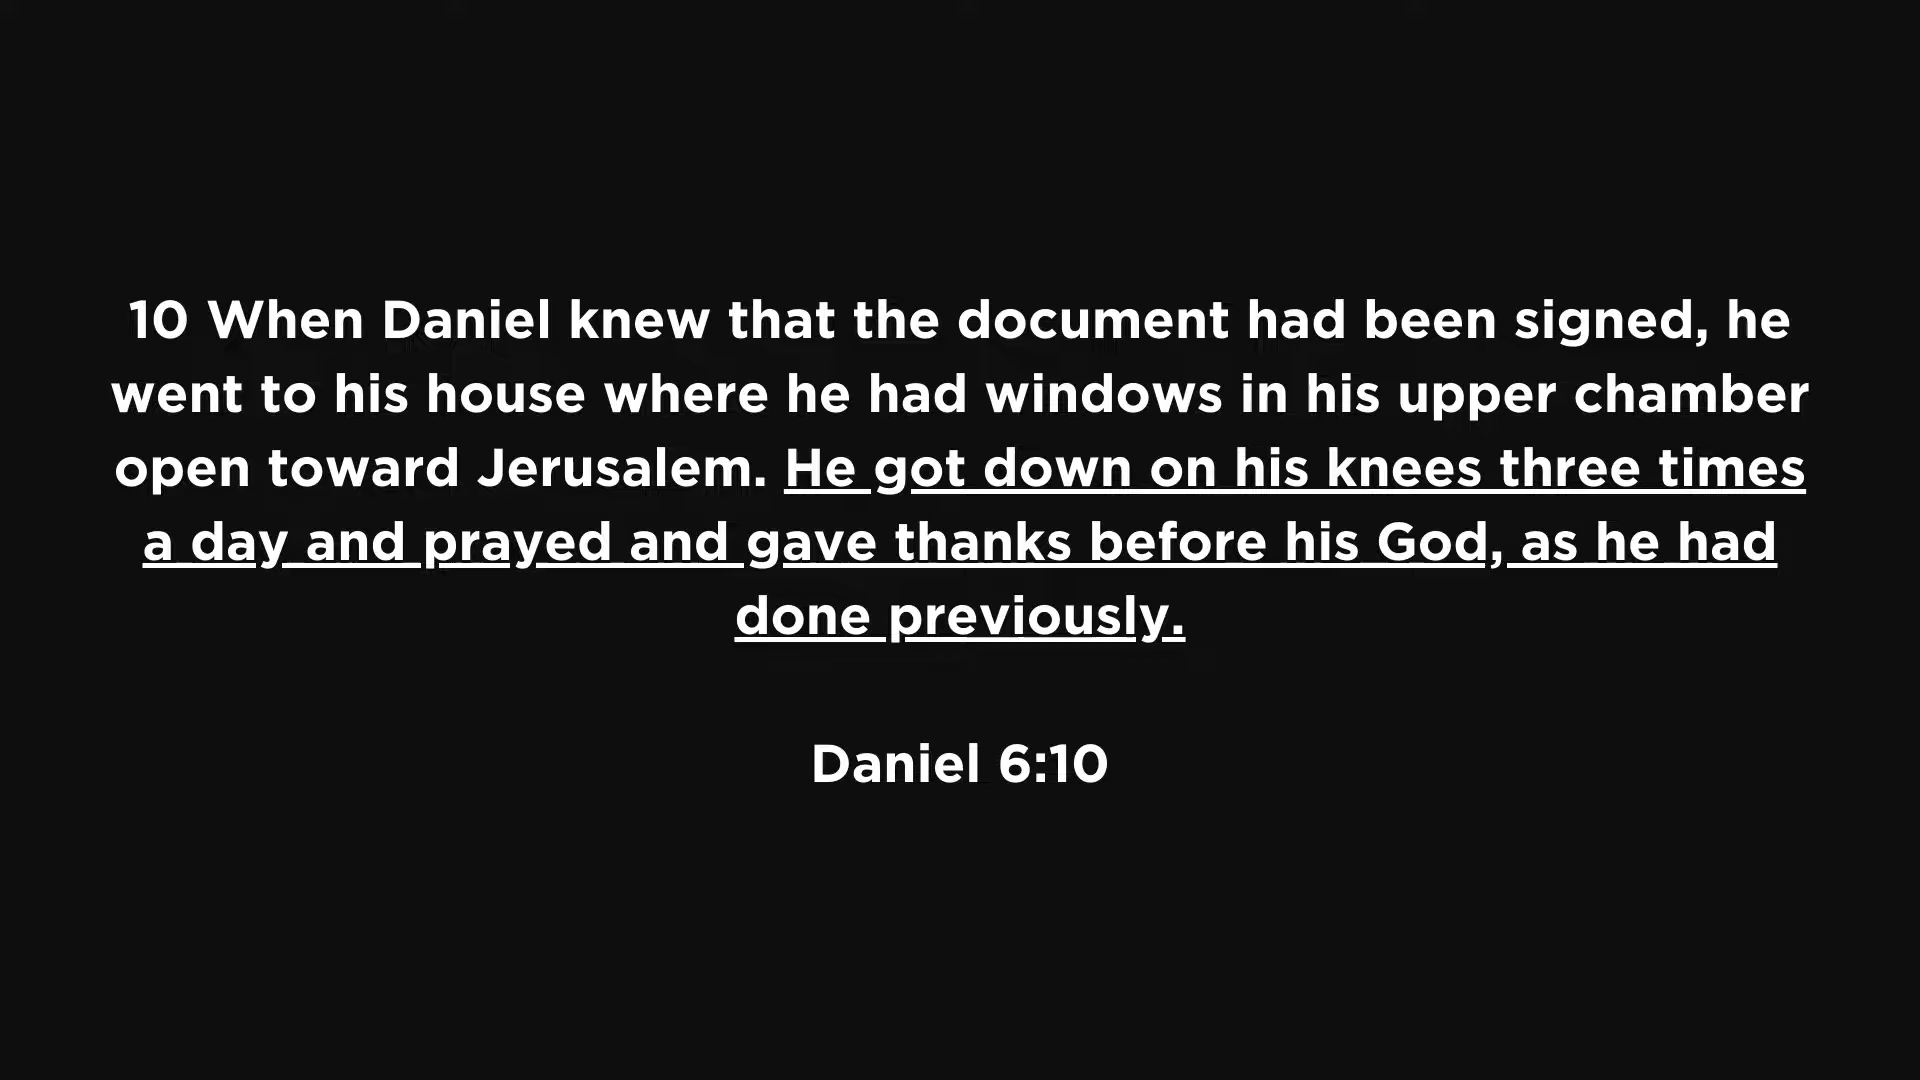 10 When Daniel knew that the document had been signed, he
went to his house where he had windows in his upper chamber
open toward Jerusalem. He got down on his knees three times
a day and prayed and gave thanks before his God, as he had
done previously.
Daniel 6:10